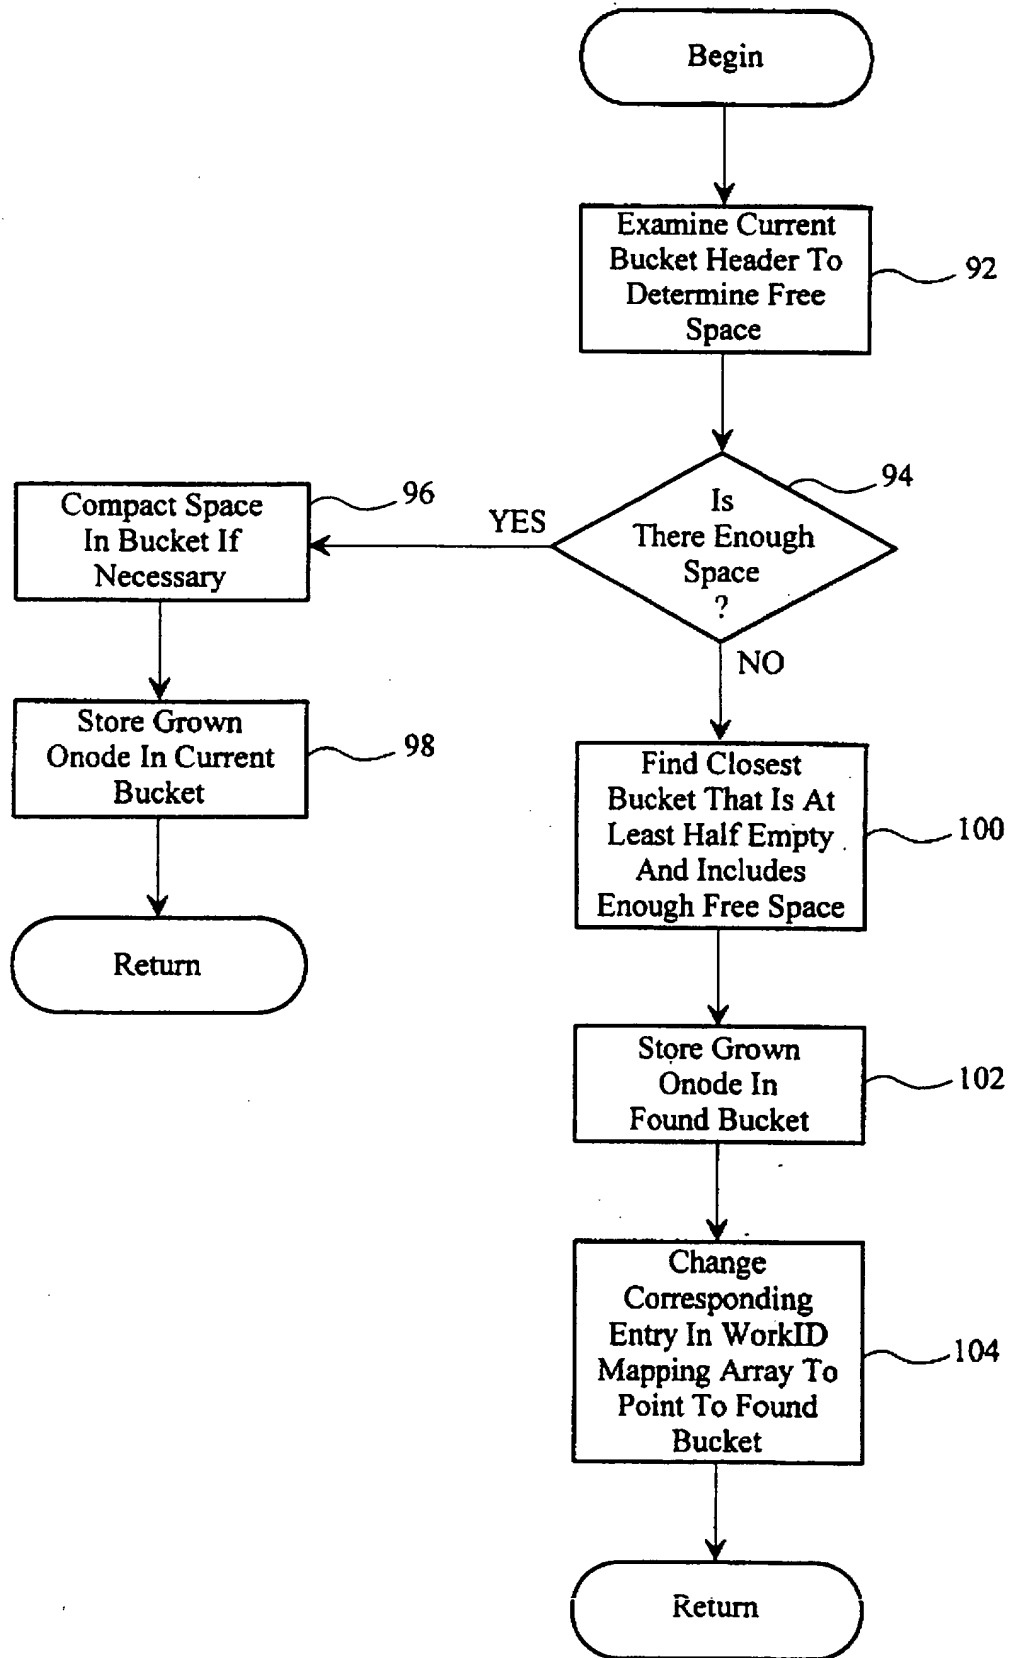 Begin
Examine Current
Bucket Header To
Determine Free
Space
92
Is
There Enough
Space
?
94
YES
NO
Compact Space
In Bucket If
Necessary
96
Store Grown
Onode In Current
Bucket
98
Return
Find Closest
Bucket That Is At
Least Half Empty
And Includes
Enough Free Space
100
Store Grown
Onode In
Found Bucket
102
Change
Corresponding
Entry In WorkID
Mapping Array To
Point To Found
Bucket
104
Return